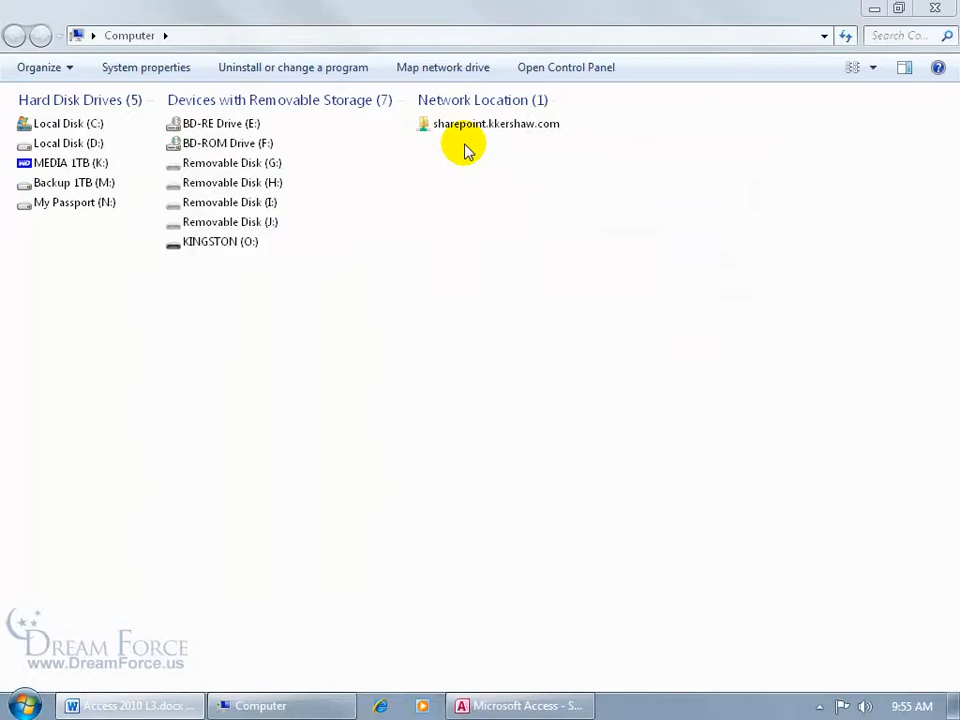 Computer
Search Co...
Organize System properties Uninstall or change a program Map network drive Open Control Panel
Hard Disk Drives (5) Devices with Removable Storage (7) Network Location (1)
Local Disk (C:) BD-RE Drive (E:) sharepoint.kkershaw.com
Local Disk (D:) BD-ROM Drive (F:)
WD MEDIA 1TB (K:) Removable Disk (G:)
Backup 1TB (M:) Removable Disk (H:)
My Passport (N:) Removable Disk (I:)
Removable Disk (J:)
KINGSTON (O:)
DREAM FORCE
www.DreamForce.us
Access 2010 L3.docx ... Computer Microsoft Access - S... 9:55 AM